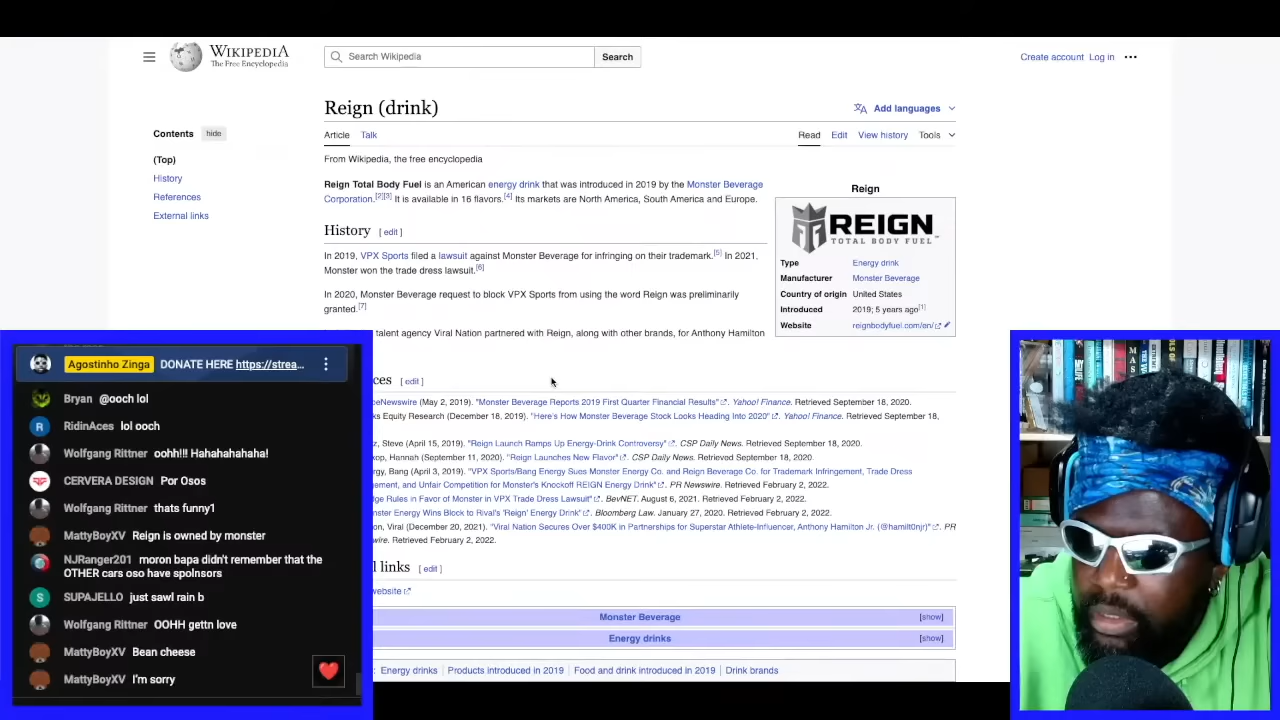 WIKIPEDIA
The Free Encyclopedia
Search Wikipedia
Search
Create account Log in
Reign (drink)
Add languages
Contents hide
Article Talk
Read Edit View history Tools
(Top)
History
References
External links
From Wikipedia, the free encyclopedia
Reign Total Body Fuel is an American energy drink that was introduced in 2019 by the Monster Beverage
Corporation.[2][3] It is available in 16 flavors.[4] Its markets are North America, South America and Europe.
History [ edit ]
In 2019, VPX Sports filed a lawsuit against Monster Beverage for infringing on their trademark.[5] In 2021,
Monster won the trade dress lawsuit.[6]
In 2020, Monster Beverage request to block VPX Sports from using the word Reign was preliminarily
granted.[7]
talent agency Viral Nation partnered with Reign, along with other brands, for Anthony Hamilton
Reign
REIGN
TOTAL BODY FUEL
Type Energy drink
Manufacturer Monster Beverage
Country of origin United States
Introduced 2019; 5 years ago[1]
Website reignbodyfuel.com/en/
ces [ edit ]
eNewswire (May 2, 2019). "Monster Beverage Reports 2019 First Quarter Financial Results". Yahoo! Finance. Retrieved September 18, 2020.
ks Equity Research (December 18, 2019). "Here's How Monster Beverage Stock Looks Heading Into 2020". Yahoo! Finance. Retrieved September 18,
z, Steve (April 15, 2019). "Reign Launch Ramps Up Energy-Drink Controversy". CSP Daily News. Retrieved September 18, 2020.
kop, Hannah (September 11, 2020). "Reign Launches New Flavor". CSP Daily News. Retrieved September 18, 2020.
rgy, Bang (April 3, 2019). "VPX Sports/Bang Energy Sues Monster Energy Co. and Reign Beverage Co. for Trademark Infringement, Trade Dress
ement, and Unfair Competition for Monster's Knockoff REIGN Energy Drink". PR Newswire. Retrieved February 2, 2022.
dge Rules in Favor of Monster in VPX Trade Dress Lawsuit". BevNET. August 6, 2021. Retrieved February 2, 2022.
nster Energy Wins Block to Rival's 'Reign' Energy Drink". Bloomberg Law. January 27, 2020. Retrieved February 2, 2022.
on, Viral (December 20, 2021). "Viral Nation Secures Over $400K in Partnerships for Superstar Athlete-Influencer, Anthony Hamilton Jr. (@hamilt0njr)". PR
wire. Retrieved February 2, 2022.
l links [ edit ]
website
Monster Beverage [show]
Energy drinks [show]
: Energy drinks | Products introduced in 2019 | Food and drink introduced in 2019 | Drink brands
Agostinho Zinga DONATE HERE https://strea...
Bryan @ooch lol
RidinAces lol ooch
Wolfgang Rittner oohh!!! Hahahahahaha!
CERVERA DESIGN Por Osos
Wolfgang Rittner thats funny1
MattyBoyXV Reign is owned by monster
NJRanger201 moron bapa didn't remember that the
OTHER cars oso have spolnsors
SUPAJELLO just sawl rain b
Wolfgang Rittner OOHH gettn love
MattyBoyXV Bean cheese
MattyBoyXV I'm sorry